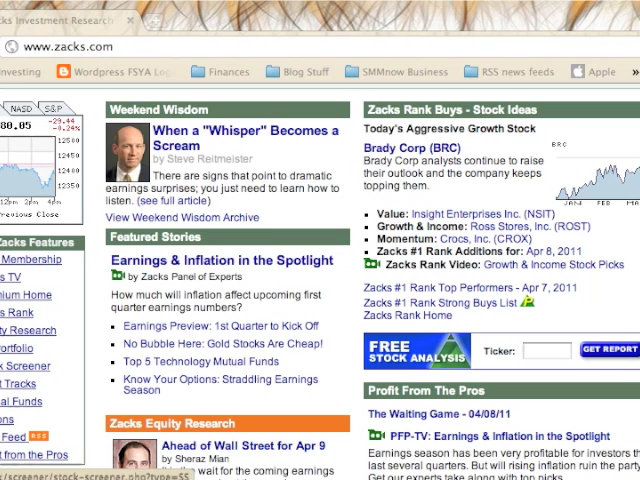 cks Investment Research
www.zacks.com
nvesting
Wordpress FSYA Log
Finances
Blog Stuff
SMMnow Business
RSS news feeds
Apple
»
NASD
S&P
80.05
-29.44
-0.24%
12500
12450
12400
12350
12pm 2pm 4pm
Previous Close
Zacks Features
Membership
s TV
mium Home
s Rank
ty Research
ortfolio
k Screener
t Tracks
al Funds
ons
Feed RSS
t from the Pros
k/screener/stock-screener.php?type=SS
Weekend Wisdom
When a "Whisper" Becomes a
Scream
by Steve Reitmeister
There are signs that point to dramatic
earnings surprises; you just need to learn how to
listen. (see full article)
View Weekend Wisdom Archive
Featured Stories
Earnings & Inflation in the Spotlight
by Zacks Panel of Experts
How much will inflation affect upcoming first
quarter earnings numbers?
Earnings Preview: 1st Quarter to Kick Off
No Bubble Here: Gold Stocks Are Cheap!
Top 5 Technology Mutual Funds
Know Your Options: Straddling Earnings
Season
Zacks Equity Research
Ahead of Wall Street for Apr 9
by Sheraz Mian
the wait for the coming earnings
Zacks Rank Buys - Stock Ideas
Today's Aggressive Growth Stock
Brady Corp (BRC)
Brady Corp analysts continue to raise
their outlook and the company keeps
topping them.
BRC
JAN FEB MA
Value: Insight Enterprises Inc. (NSIT)
Growth & Income: Ross Stores, Inc. (ROST)
Momentum: Crocs, Inc. (CROX)
Zacks #1 Rank Additions for: Apr 8, 2011
Zacks Rank Video: Growth & Income Stock Picks
Zacks #1 Rank Top Performers - Apr 7, 2011
Zacks #1 Rank Strong Buys List
Zacks Rank Home
FREE
STOCK ANALYSIS
Ticker:
GET REPORT
Profit From The Pros
The Waiting Game - 04/08/11
PFP-TV: Earnings & Inflation in the Spotlight
Earnings season has been very profitable for investors th
last several quarters. But will rising inflation ruin the party
Get our experts take along with top picks